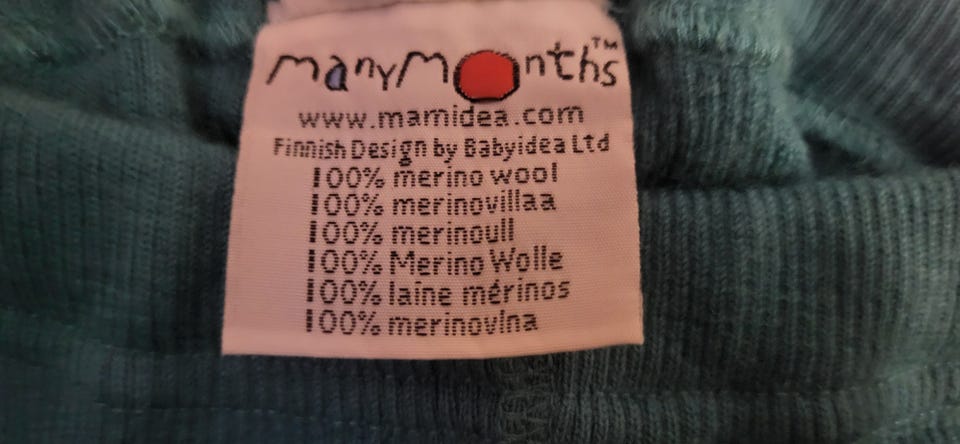 manyMonths™
www.mamidea.com
Finnish Design by Babyidea Ltd
100% merino wool
100% merinovillaa
100% merinoull
100% Merino Wolle
100% laine mérinos
100% merinovlna